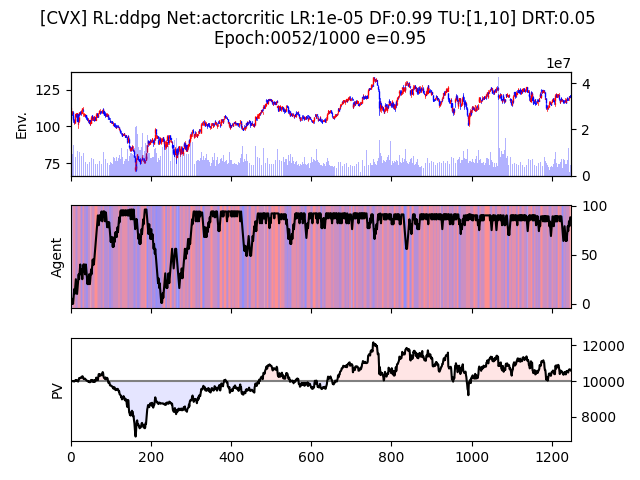 [CVX] RL:ddpg Net:actorcritic LR:1e-05 DF:0.99 TU:[1,10] DRT:0.05
Epoch:0052/1000 e=0.95
1e7
125
100
75
Env.
4
2
0
Agent
100
50
0
PV
12000
10000
8000
0 200 400 600 800 1000 1200